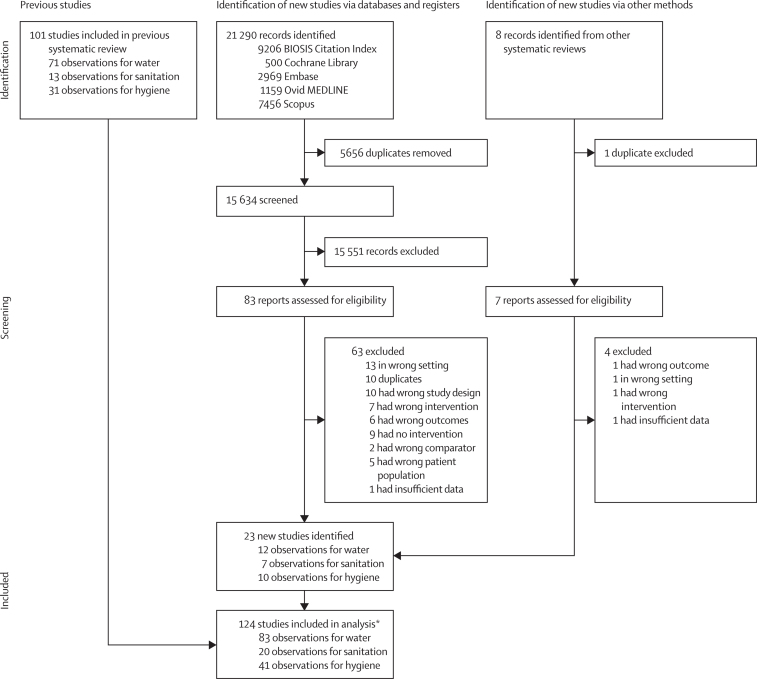 Previous studies
Identification of new studies via databases and registers
Identification of new studies via other methods
Identification
101 studies included in previous
systematic review
71 observations for water
13 observations for sanitation
31 observations for hygiene
21 290 records identified
9206 BIOSIS Citation Index
500 Cochrane Library
2969 Embase
1159 Ovid MEDLINE
7456 Scopus
8 records identified from other
systematic reviews
5656 duplicates removed
1 duplicate excluded
15 634 screened
15 551 records excluded
Screening
83 reports assessed for eligibility
7 reports assessed for eligibility
63 excluded
13 in wrong setting
10 duplicates
10 had wrong study design
7 had wrong intervention
6 had wrong outcomes
9 had no intervention
2 had wrong comparator
5 had wrong patient
population
1 had insufficient data
4 excluded
1 had wrong outcome
1 in wrong setting
1 had wrong
intervention
1 had insufficient data
Included
23 new studies identified
12 observations for water
7 observations for sanitation
10 observations for hygiene
124 studies included in analysis*
83 observations for water
20 observations for sanitation
41 observations for hygiene